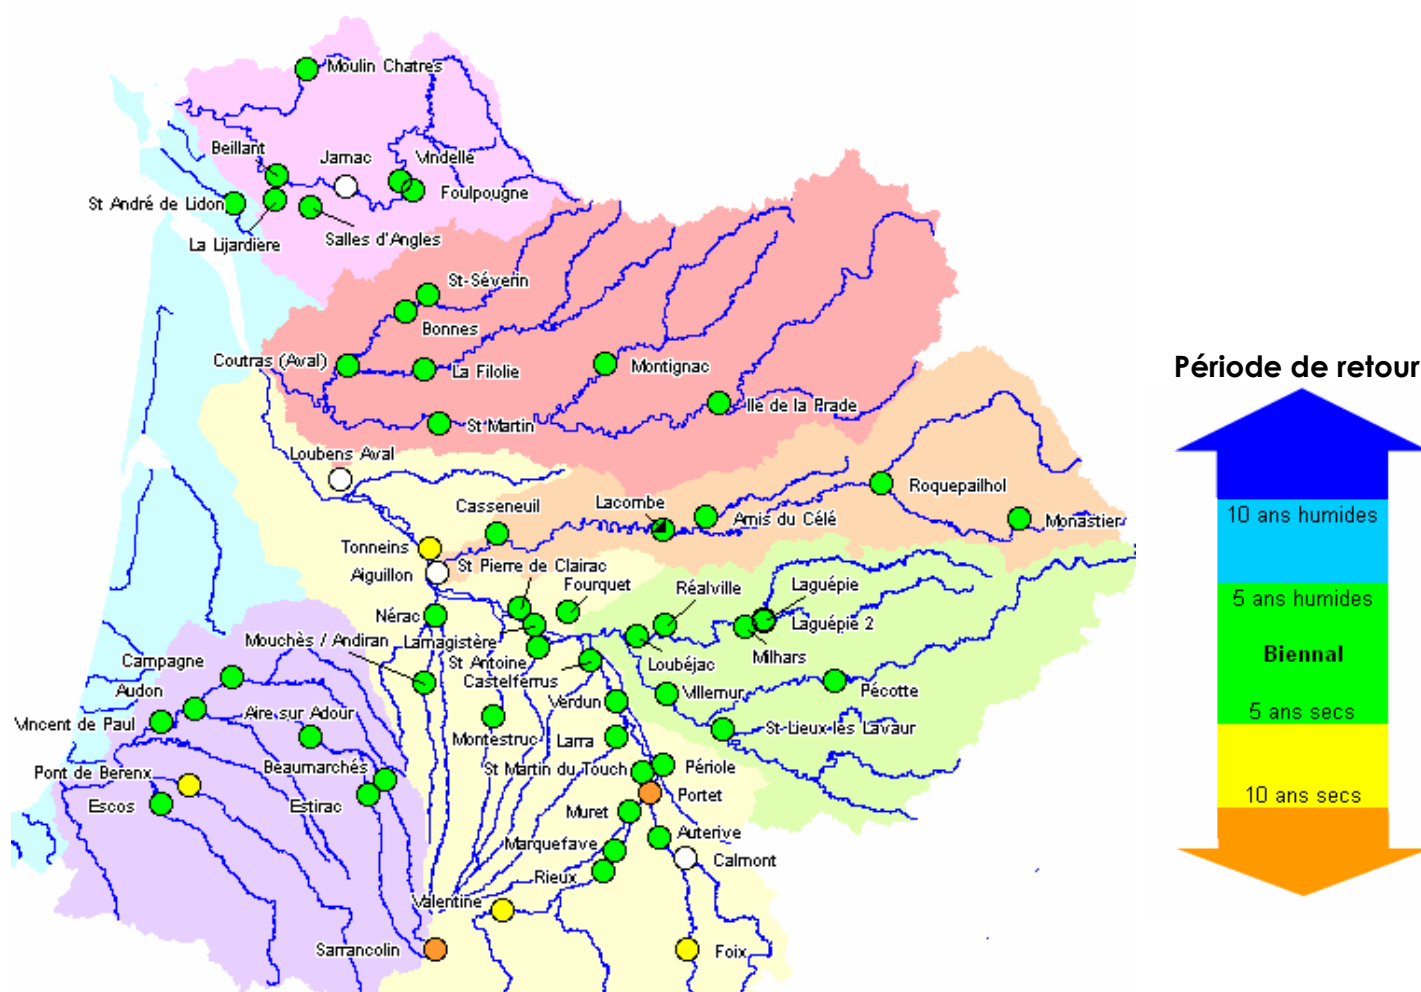 Moulin Chatres
Beillant
Jarnac
Vindelle
Foulpougne
St André de Lidon
La Lijardiere
Salles d'Angles
St-Séverin
Bonnes
Coutras (Aval)
La Filolie
Montignac
Ile de la Prade
St Martin
Loubens Aval
Période de retour
10 ans humides
5 ans humides
Biennal
5 ans secs
10 ans secs
Casseneuil
Lacombe
Amis du Célé
Roquepailhol
Monastier
Tonneins
Aiguillon
St Pierre de Clairac
Fourquet
Réalville
Laguépie
Laguépie 2
Nérac
Lamagistère
Mouchès / Andiran
St Antoine
Castelferrus
Loubéjac
Milhars
Campagne
Audon
Vincent de Paul
Aire sur Adour
Montestruc
Verdun
Villemur
Pécotte
Larra
St-Lieux lès Lavaur
Pont de Berenx
Beaumarchés
St Martin du Touch
Périole
Escos
Estirac
Portet
Muret
Auterive
Marquefave
Calmont
Rieux
Valentine
Sarrancolin
Foix